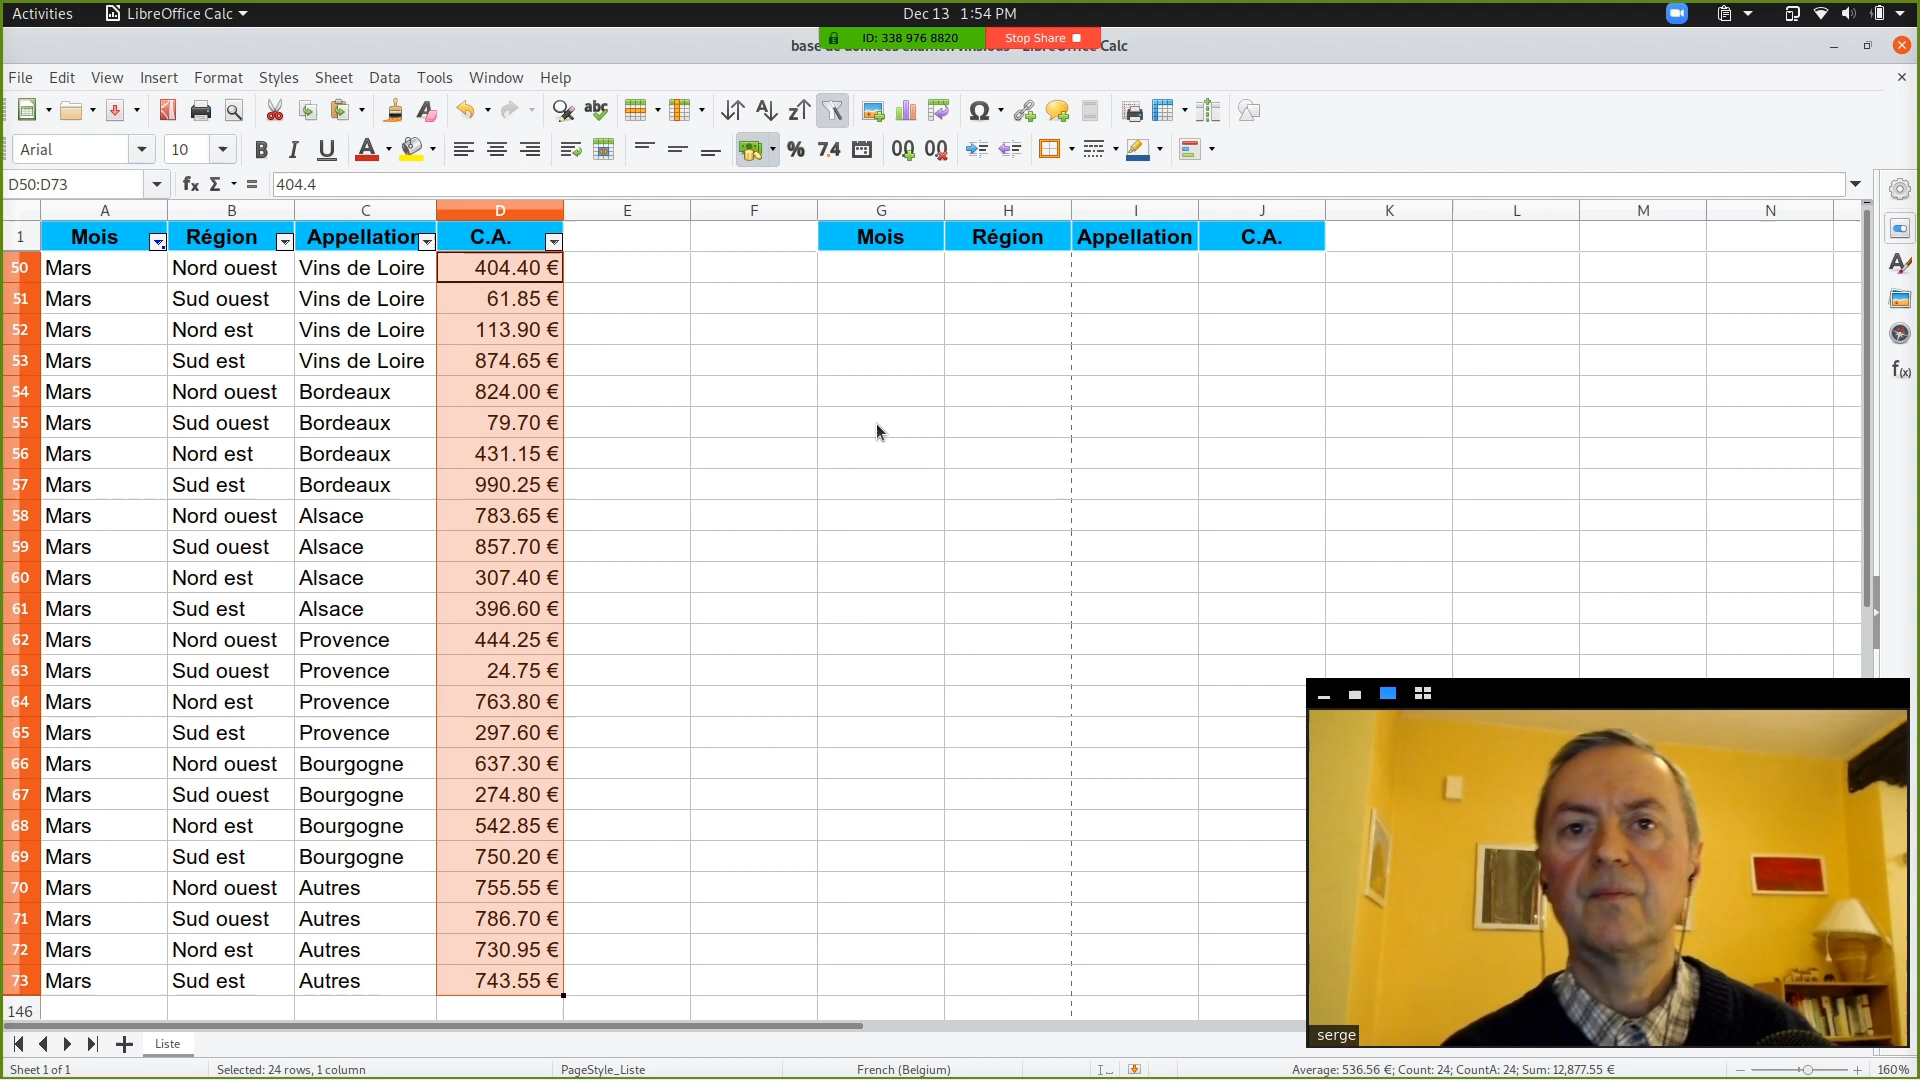 Activities LibreOffice Calc Dec 13 1:54 PM
ID: 338 976 8820 Stop Share
Calc
File Edit View Insert Format Styles Sheet Data Tools Window Help
Arial 10
D50:D73 404.4
A B C D E F G H I J K L M N
1 Mois Région Appellation C.A. Mois Région Appellation C.A.
50 Mars Nord ouest Vins de Loire 404.40 €
51 Mars Sud ouest Vins de Loire 61.85 €
52 Mars Nord est Vins de Loire 113.90 €
53 Mars Sud est Vins de Loire 874.65 €
54 Mars Nord ouest Bordeaux 824.00 €
55 Mars Sud ouest Bordeaux 79.70 €
56 Mars Nord est Bordeaux 431.15 €
57 Mars Sud est Bordeaux 990.25 €
58 Mars Nord ouest Alsace 783.65 €
59 Mars Sud ouest Alsace 857.70 €
60 Mars Nord est Alsace 307.40 €
61 Mars Sud est Alsace 396.60 €
62 Mars Nord ouest Provence 444.25 €
63 Mars Sud ouest Provence 24.75 €
64 Mars Nord est Provence 763.80 €
65 Mars Sud est Provence 297.60 €
66 Mars Nord ouest Bourgogne 637.30 €
67 Mars Sud ouest Bourgogne 274.80 €
68 Mars Nord est Bourgogne 542.85 €
69 Mars Sud est Bourgogne 750.20 €
70 Mars Nord ouest Autres 755.55 €
71 Mars Sud ouest Autres 786.70 €
72 Mars Nord est Autres 730.95 €
73 Mars Sud est Autres 743.55 €
146
serge
Liste
Sheet 1 of 1 Selected: 24 rows, 1 column PageStyle_Liste French (Belgium) Average: 536.56 €; Count: 24; CountA: 24; Sum: 12,877.55 € 160%